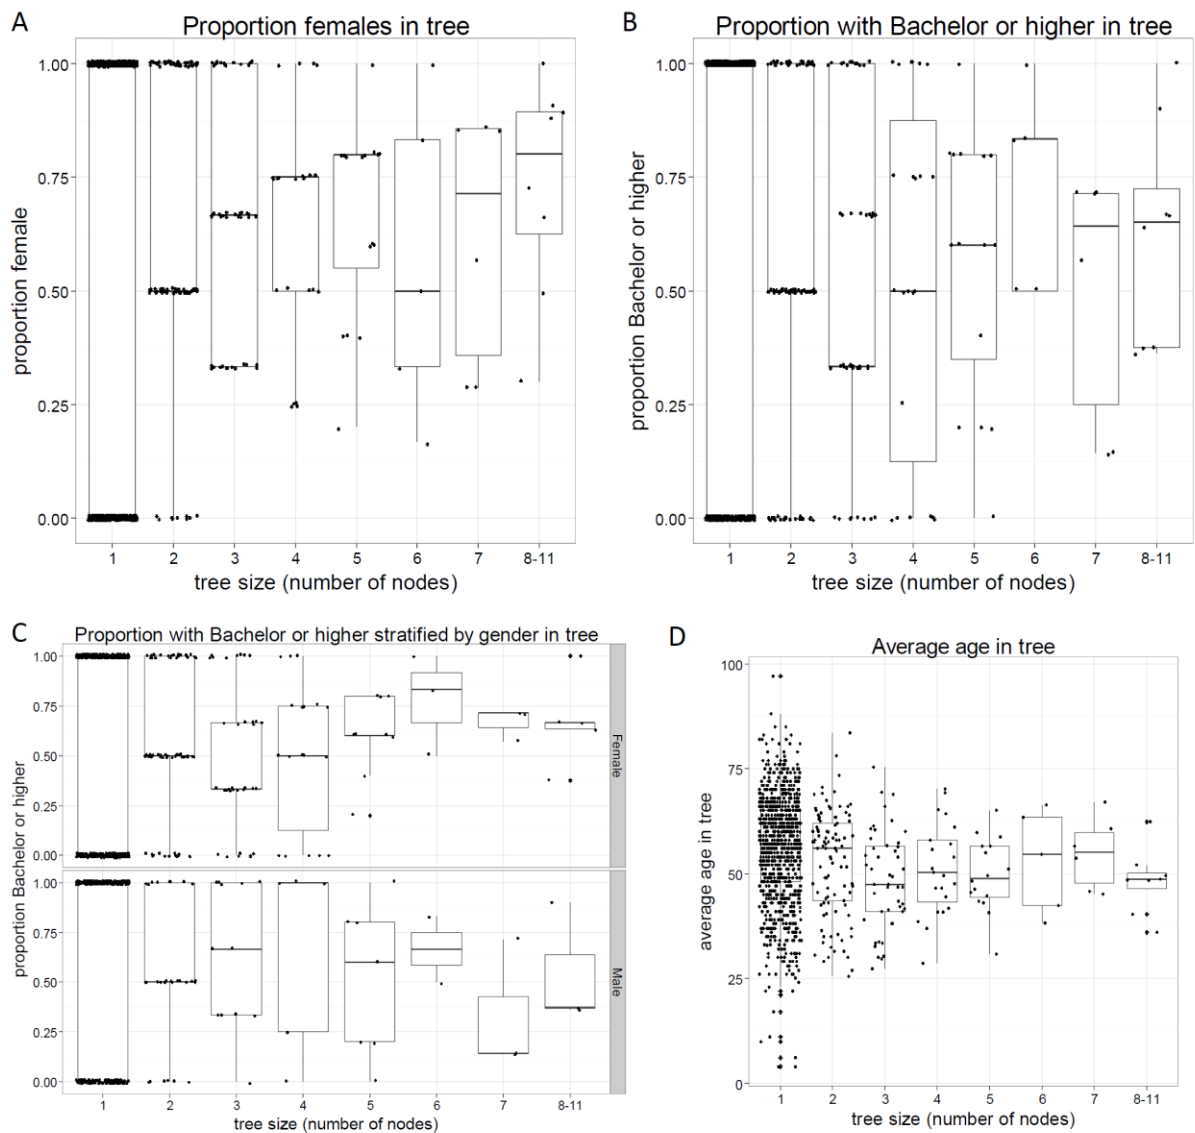 A
Proportion females in tree
1.00
0.75
0.50
0.25
0.00
proportion female
1 2 3 4 5 6 7 8-11
tree size (number of nodes)
B
Proportion with Bachelor or higher in tree
1.00
0.75
0.50
0.25
0.00
proportion Bachelor or higher
1 2 3 4 5 6 7 8-11
tree size (number of nodes)
C
Proportion with Bachelor or higher stratified by gender in tree
1.00
0.75
0.50
0.25
0.00
Female
1.00
0.75
0.50
0.25
0.00
Male
proportion Bachelor or higher
1 2 3 4 5 6 7 8-11
tree size (number of nodes)
D
Average age in tree
100
75
50
25
0
average age in tree
1 2 3 4 5 6 7 8-11
tree size (number of nodes)